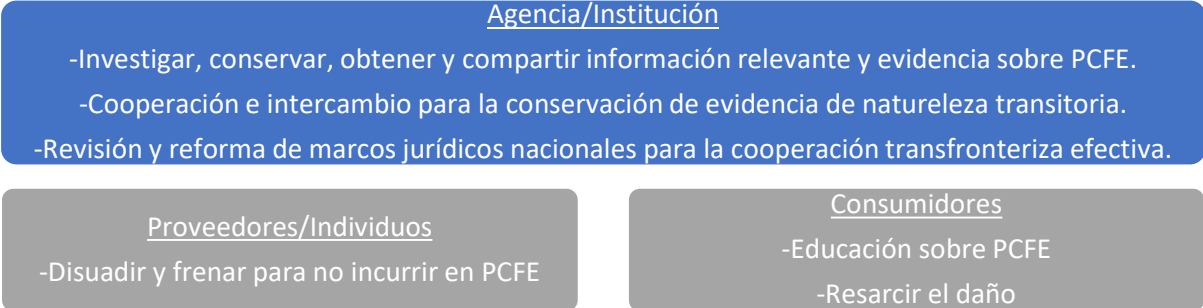 Agencia/Institución
-Investigar, conservar, obtener y compartir información relevante y evidencia sobre PCFE.
-Cooperación e intercambio para la conservación de evidencia de natureleza transitoria.
-Revisión y reforma de marcos jurídicos nacionales para la cooperación transfronteriza efectiva.
Proveedores/Individuos
-Disuadir y frenar para no incurrir en PCFE
Consumidores
-Educación sobre PCFE
-Resarcir el daño